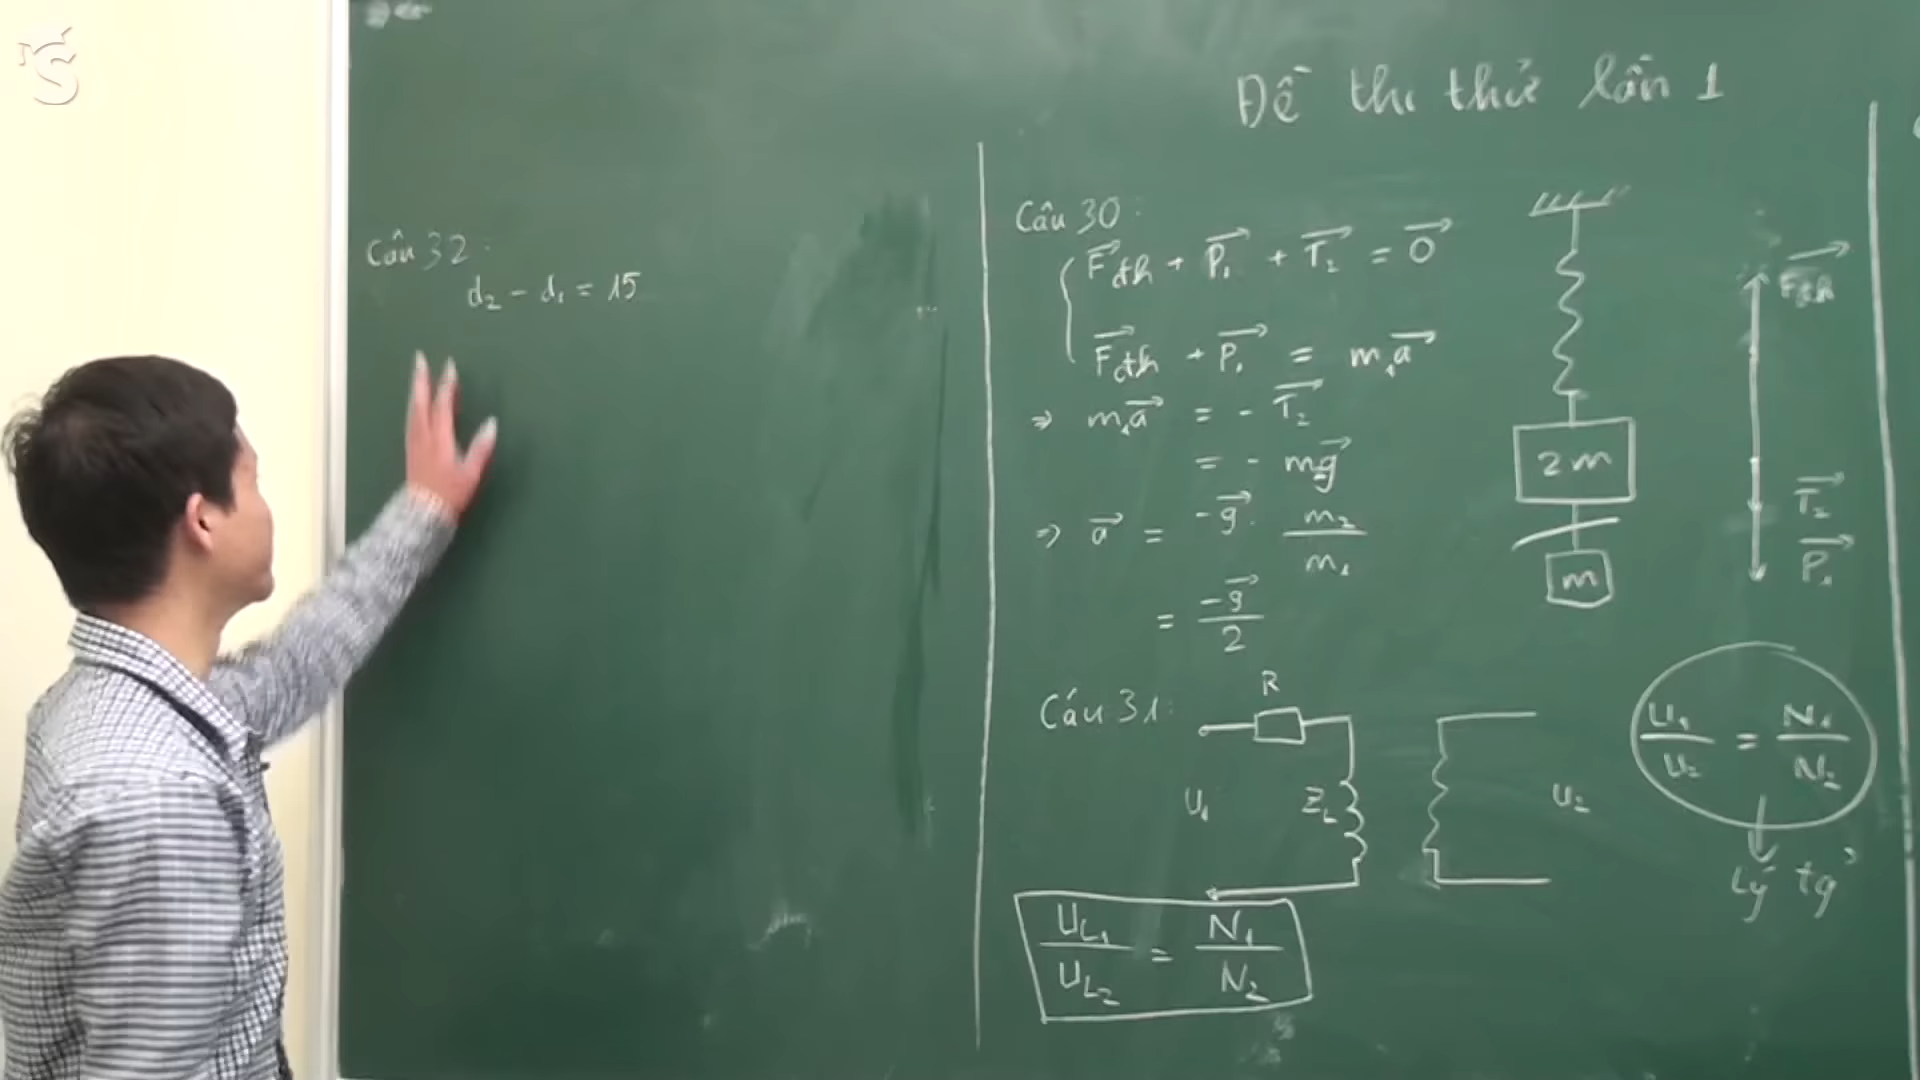 Đề thi thử lần 1
Câu 32:
d₂ - d₁ = 15
Câu 30:
F⃗đh + P⃗₁ + T⃗₂ = 0⃗
F⃗đh + P⃗₁ = m₁a⃗
⇒ m₁a⃗ = - T⃗₂
= - m₂g⃗
⇒ a⃗ = -g⃗ . m₂/m₁
= -g⃗/2
2m
m
F⃗đh
T⃗₂
P⃗₁
Câu 31:
R
U₁
Z_L
U₂
U₁/U₂ = N₁/N₂
Lý tg²
U_L₁/U_L₂ = N₁/N₂
S